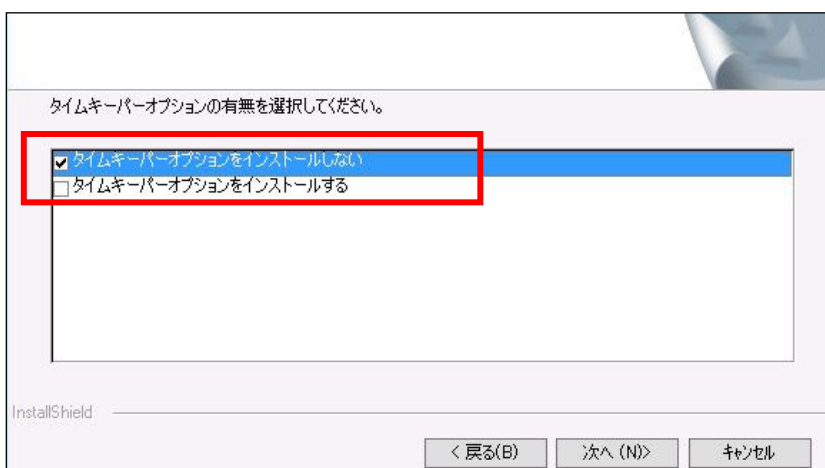 タイムキーパーオプションの有無を選択してください。
タイムキーパーオプションをインストールしない
タイムキーパーオプションをインストールする
InstallShield
< 戻る(B)
次へ (N)>
キャンセル